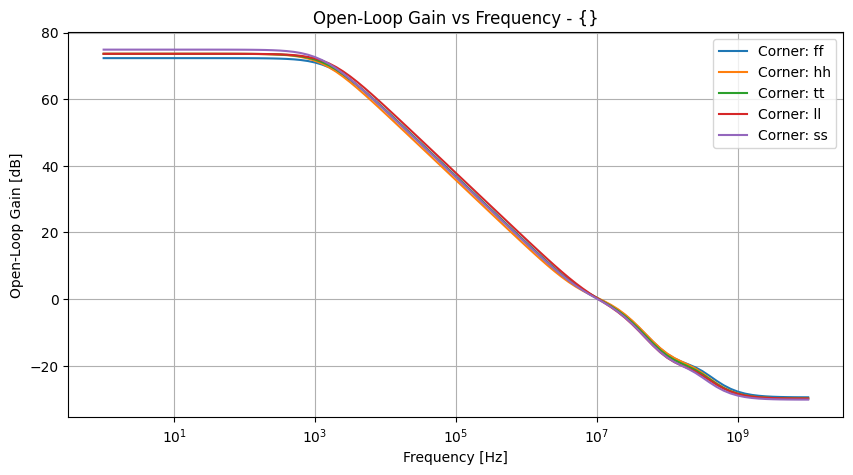 Open-Loop Gain vs Frequency - {}
Open-Loop Gain [dB]
80
60
40
20
0
−20
10¹
10³
10⁵
10⁷
10⁹
Frequency [Hz]
Corner: ff
Corner: hh
Corner: tt
Corner: ll
Corner: ss